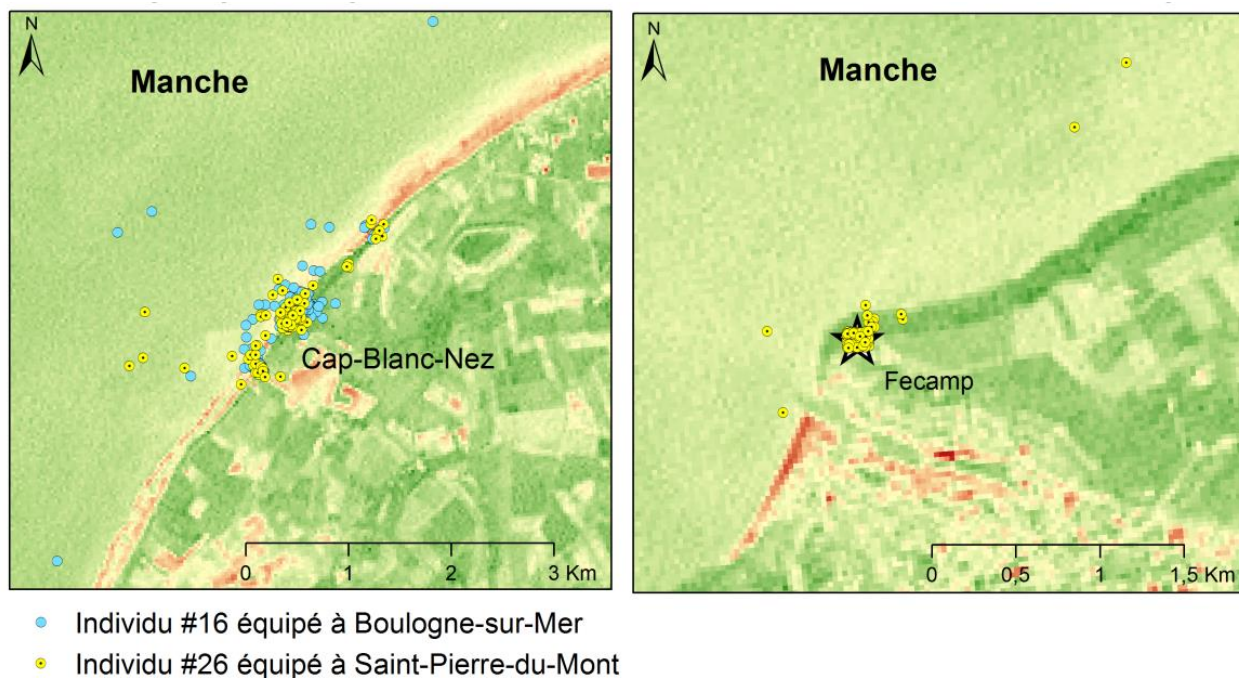 N
Manche
Cap-Blanc-Nez
0 1 2 3 Km
N
Manche
Fecamp
0 0,5 1 1,5 Km
Individu #16 équipé à Boulogne-sur-Mer
Individu #26 équipé à Saint-Pierre-du-Mont